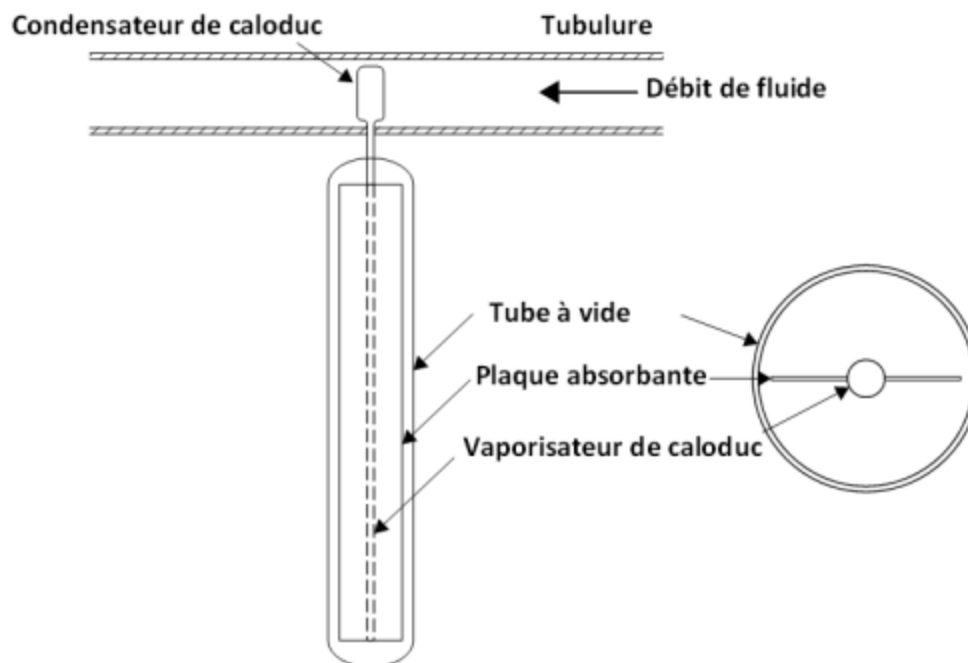 Condensateur de caloduc
Tubulure
Débit de fluide
Tube à vide
Plaque absorbante
Vaporisateur de caloduc